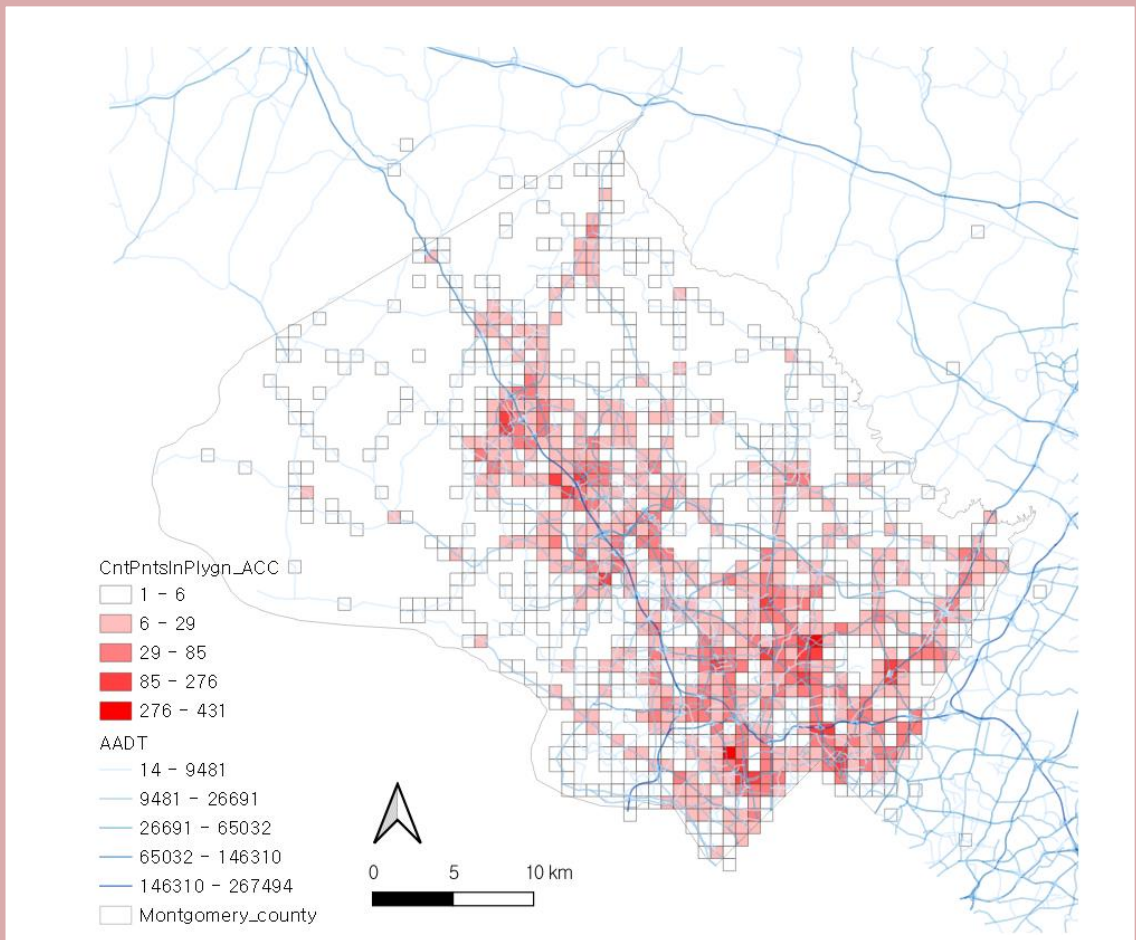 CntPntsInPlygn_ACC
1 - 6
6 - 29
29 - 85
85 - 276
276 - 431
AADT
14 - 9481
9481 - 26691
26691 - 65032
65032 - 146310
146310 - 267494
Montgomery_county
0 5 10 km